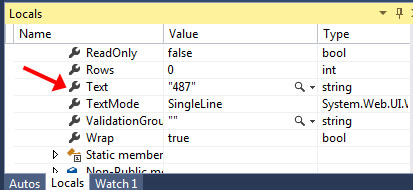 Locals
Name Value Type
ReadOnly false bool
Rows 0 int
Text "487" string
TextMode SingleLine System.Web.UI.
ValidationGrou "" string
Wrap true bool
Static member
Non-Public me
Autos Locals Watch 1